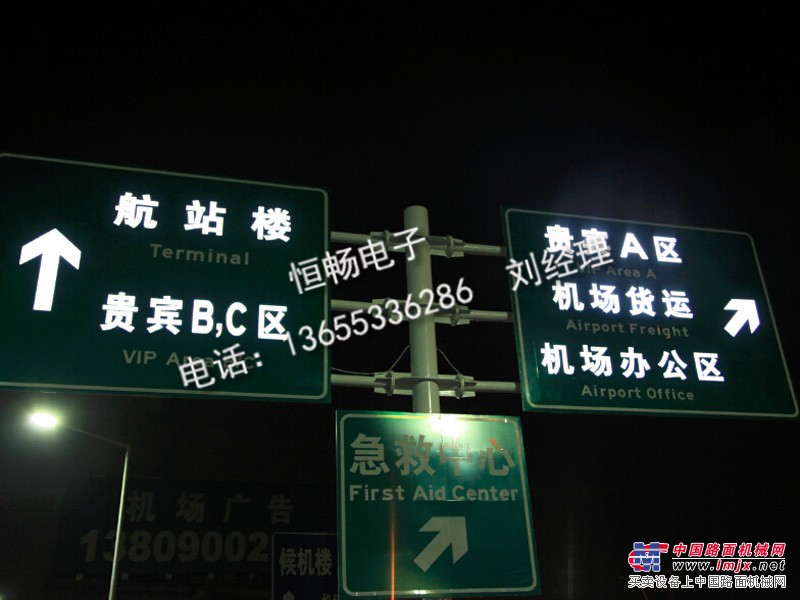 航站楼
Terminal
贵宾B,C区
VIP Area B,C
贵宾A区
VIP Area A
机场货运
Airport Freight
机场办公区
Airport Office
恒畅电子 刘经理
电话：13655336286
急救中心
First Aid Center
机场广告
13809002
候机楼
中国路面机械网
www.lmjx.net
买卖设备上中国路面机械网